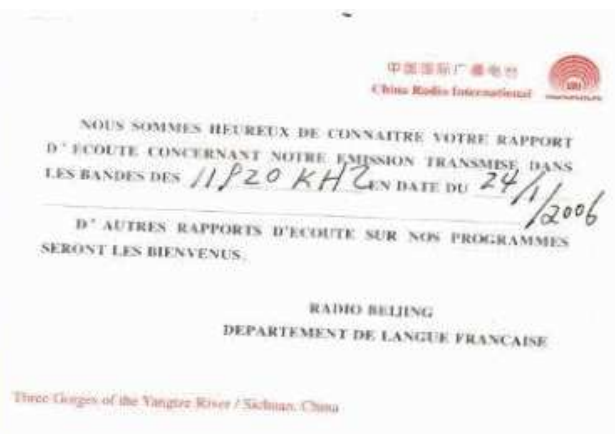 中国国际广播电台
China Radio International
CRI
NOUS SOMMES HEUREUX DE CONNAITRE VOTRE RAPPORT
D'ECOUTE CONCERNANT NOTRE EMISSION TRANSMISE DANS
LES BANDES DES 11920 KHZ EN DATE DU 24/1/2006
D'AUTRES RAPPORTS D'ECOUTE SUR NOS PROGRAMMES
SERONT LES BIENVENUS.
RADIO BEIJING
DEPARTEMENT DE LANGUE FRANCAISE
Three Gorges of the Yangtze River / Sichuan, China